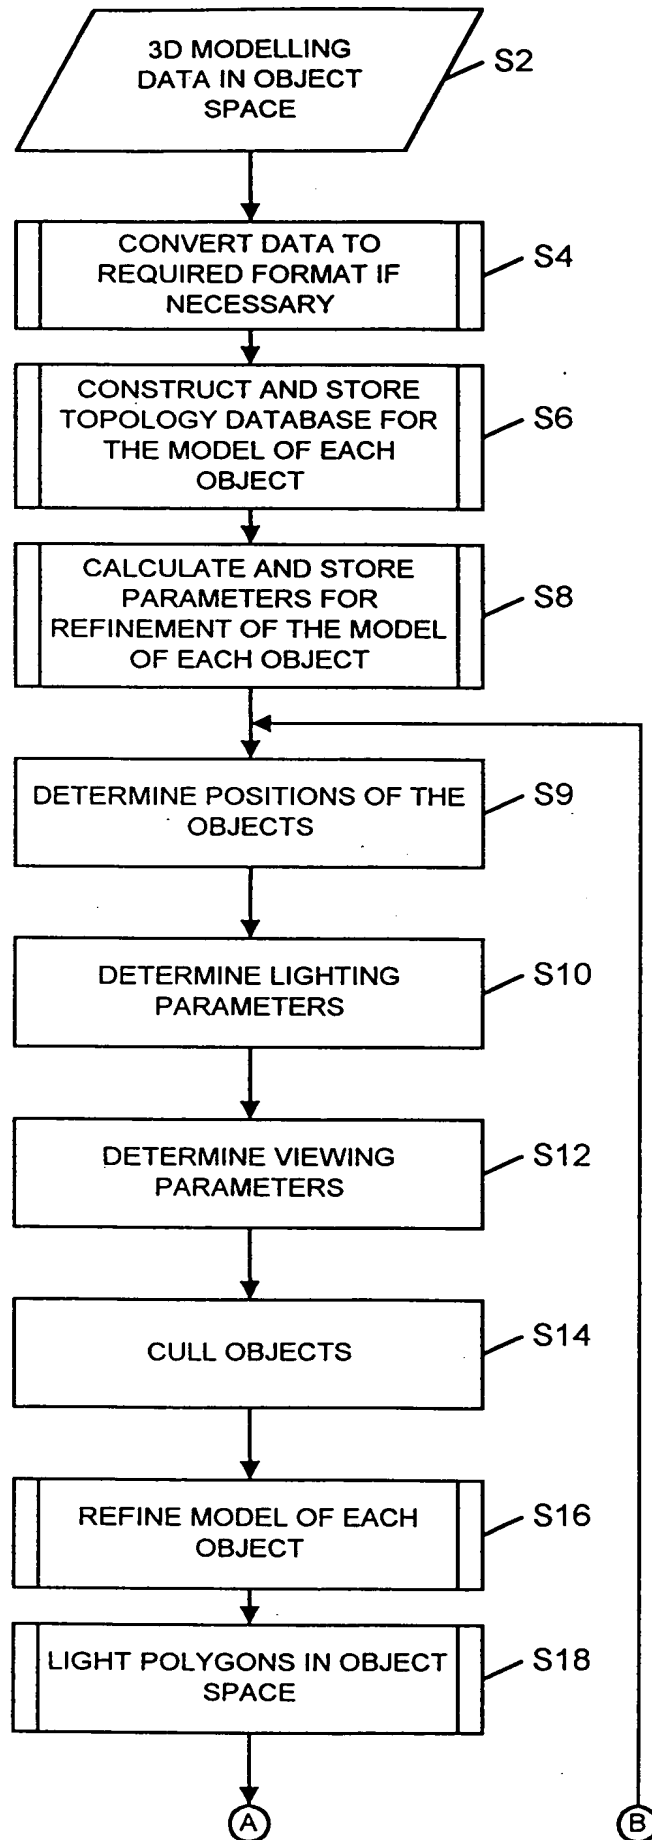 3D MODELLING
DATA IN OBJECT
SPACE
S2
CONVERT DATA TO
REQUIRED FORMAT IF
NECESSARY
S4
CONSTRUCT AND STORE
TOPOLOGY DATABASE FOR
THE MODEL OF EACH
OBJECT
S6
CALCULATE AND STORE
PARAMETERS FOR
REFINEMENT OF THE MODEL
OF EACH OBJECT
S8
DETERMINE POSITIONS OF THE
OBJECTS
S9
DETERMINE LIGHTING
PARAMETERS
S10
DETERMINE VIEWING
PARAMETERS
S12
CULL OBJECTS
S14
REFINE MODEL OF EACH
OBJECT
S16
LIGHT POLYGONS IN OBJECT
SPACE
S18
A
B